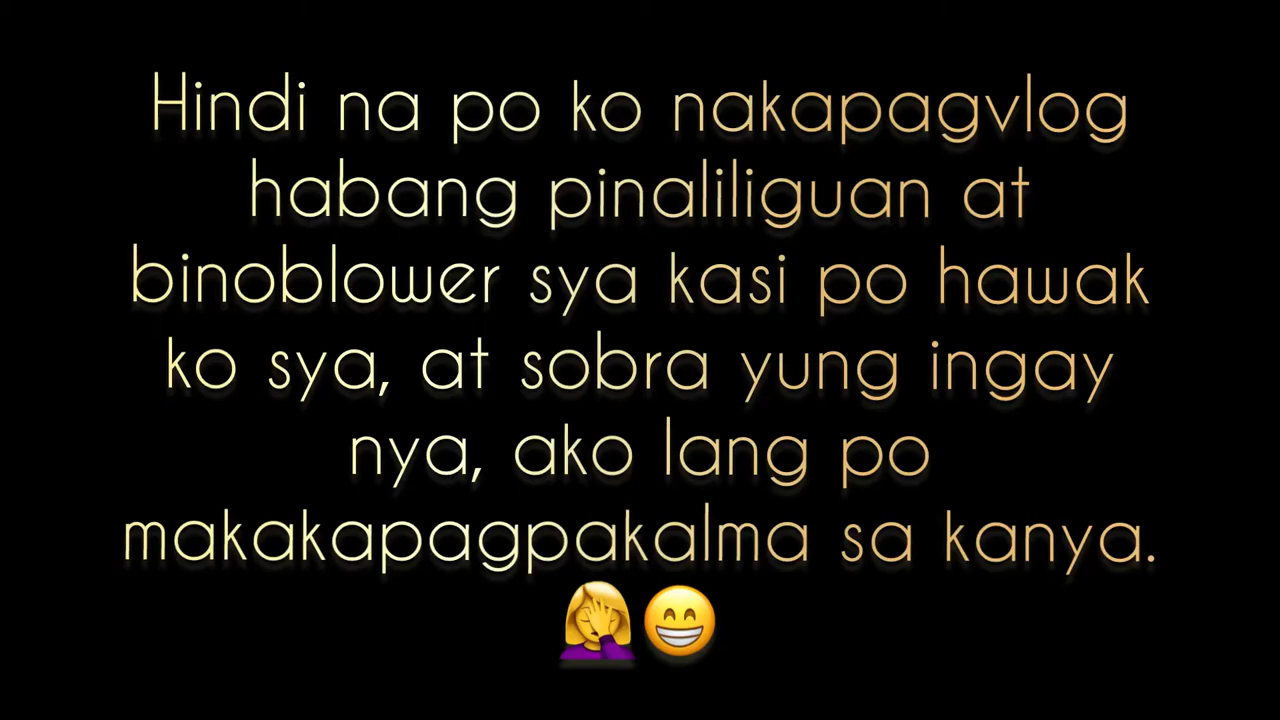 Hindi na po ko nakapagvlog
habang pinaliliguan at
binoblower sya kasi po hawak
ko sya, at sobra yung ingay
nya, ako lang po
makakapagpakalma sa kanya.
🤦‍♀️😁